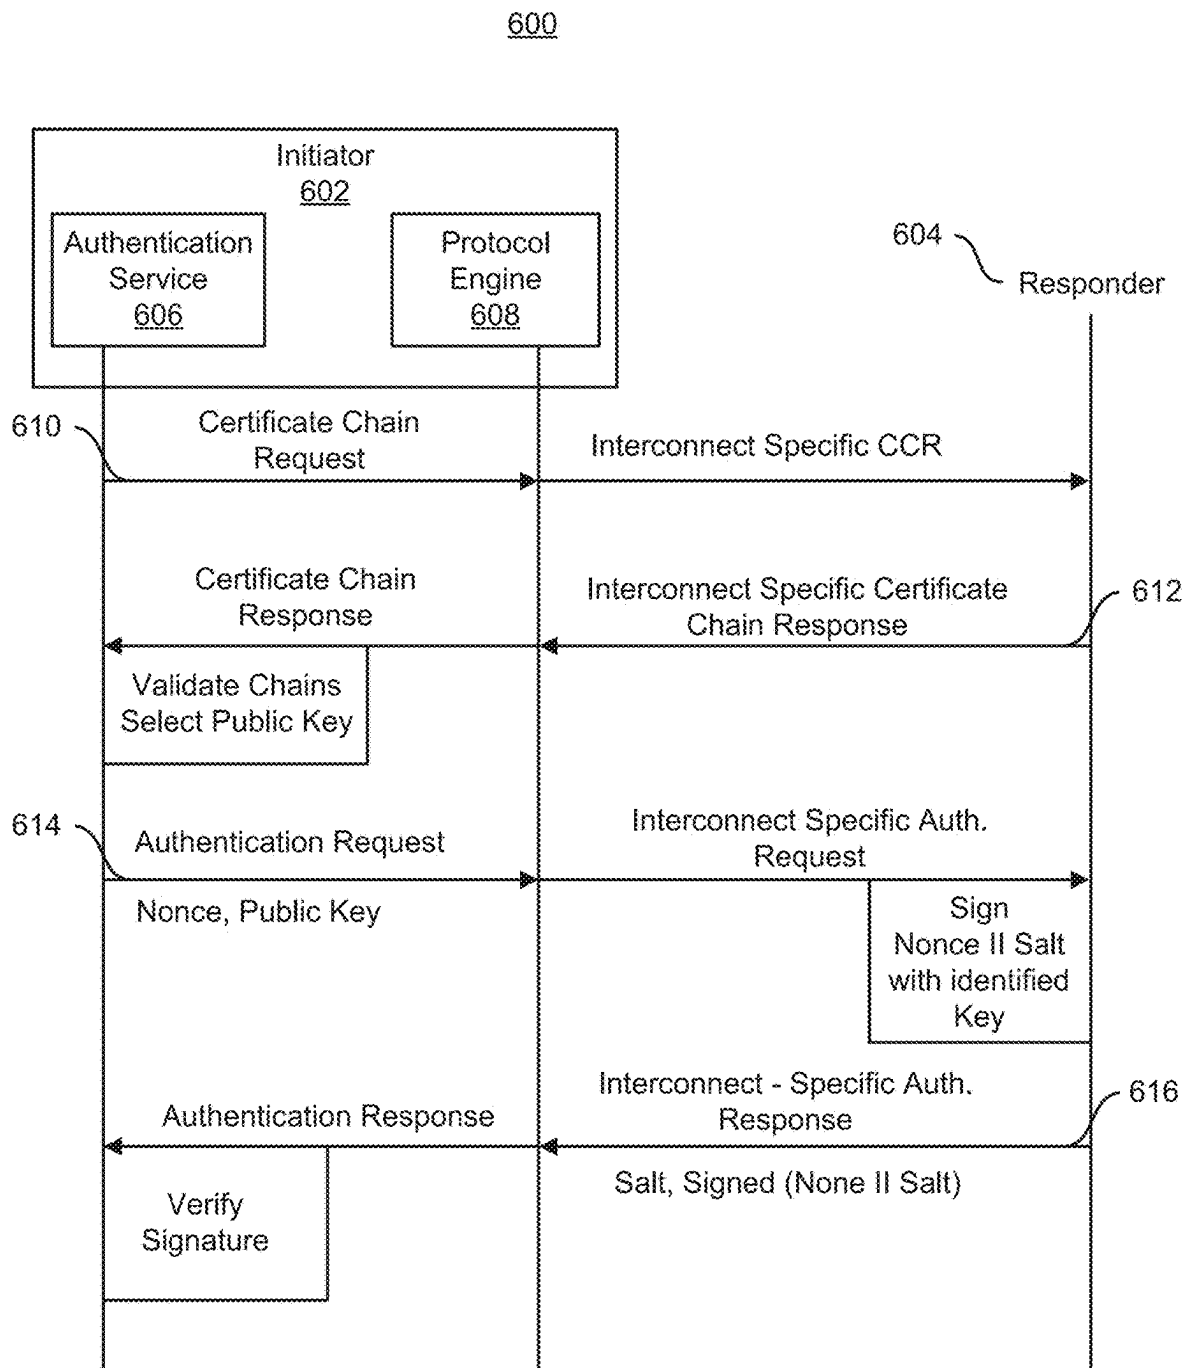 600
Initiator
602
Authentication
Service
606
Protocol
Engine
608
604
Responder
610
Certificate Chain
Request
Interconnect Specific CCR
Certificate Chain
Response
Interconnect Specific Certificate
Chain Response
612
Validate Chains
Select Public Key
614
Authentication Request
Interconnect Specific Auth.
Request
Nonce, Public Key
Sign
Nonce II Salt
with identified
Key
Authentication Response
Interconnect - Specific Auth.
Response
616
Salt, Signed (None II Salt)
Verify
Signature